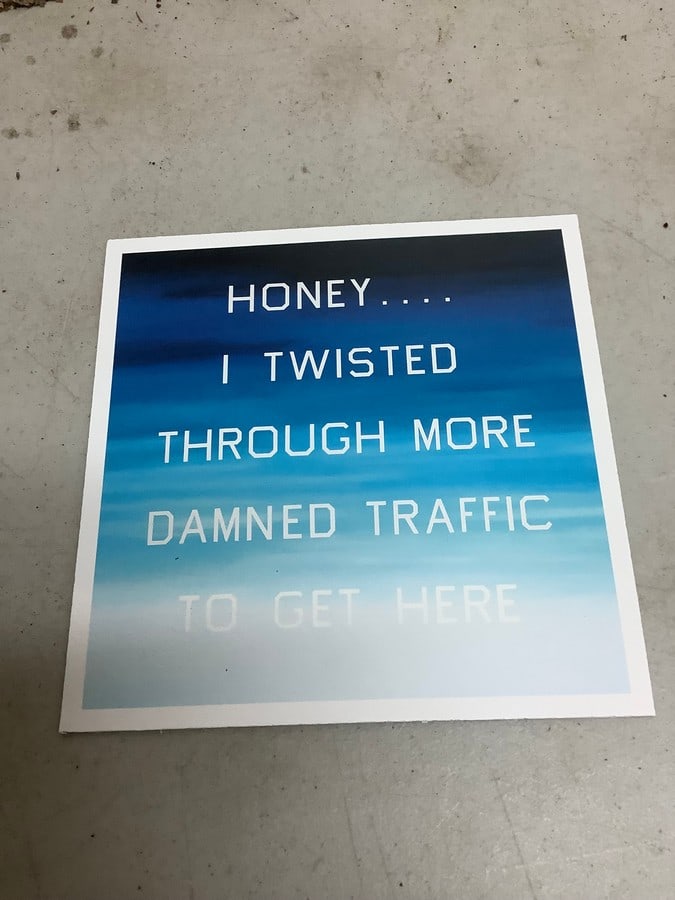 HONEY....
I TWISTED
THROUGH MORE
DAMNED TRAFFIC
TO GET HERE